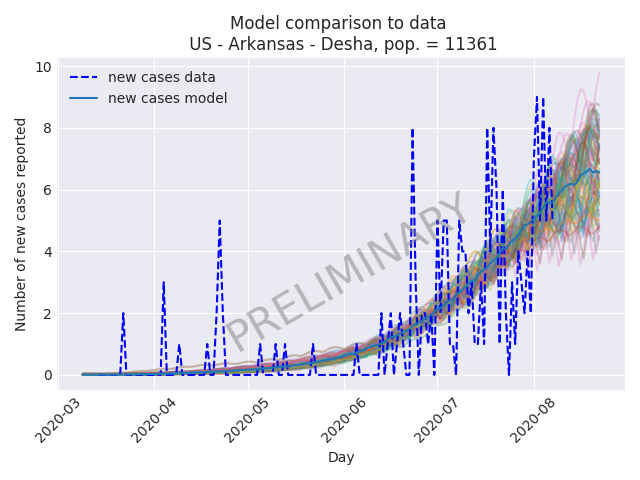 Model comparison to data
US - Arkansas - Desha, pop. = 11361
new cases data
new cases model
PRELIMINARY
Number of new cases reported
10
8
6
4
2
0
2020-03
2020-04
2020-05
2020-06
2020-07
2020-08
Day